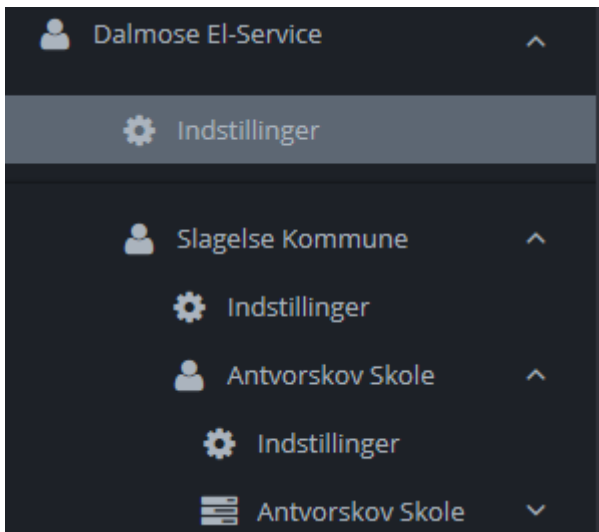 Dalmose El-Service
Indstillinger
Slagelse Kommune
Indstillinger
Antvorskov Skole
Indstillinger
Antvorskov Skole